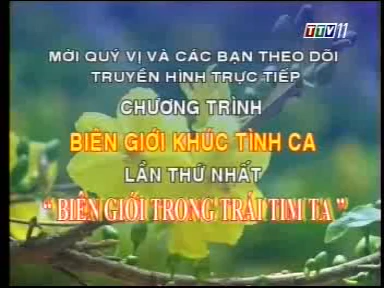 TTV11
MỜI QUÝ VỊ VÀ CÁC BẠN THEO DÕI
TRUYỀN HÌNH TRỰC TIẾP
CHƯƠNG TRÌNH
BIÊN GIỚI KHÚC TÌNH CA
LẦN THỨ NHẤT
“ BIÊN GIỚI TRONG TRÁI TIM TA ”